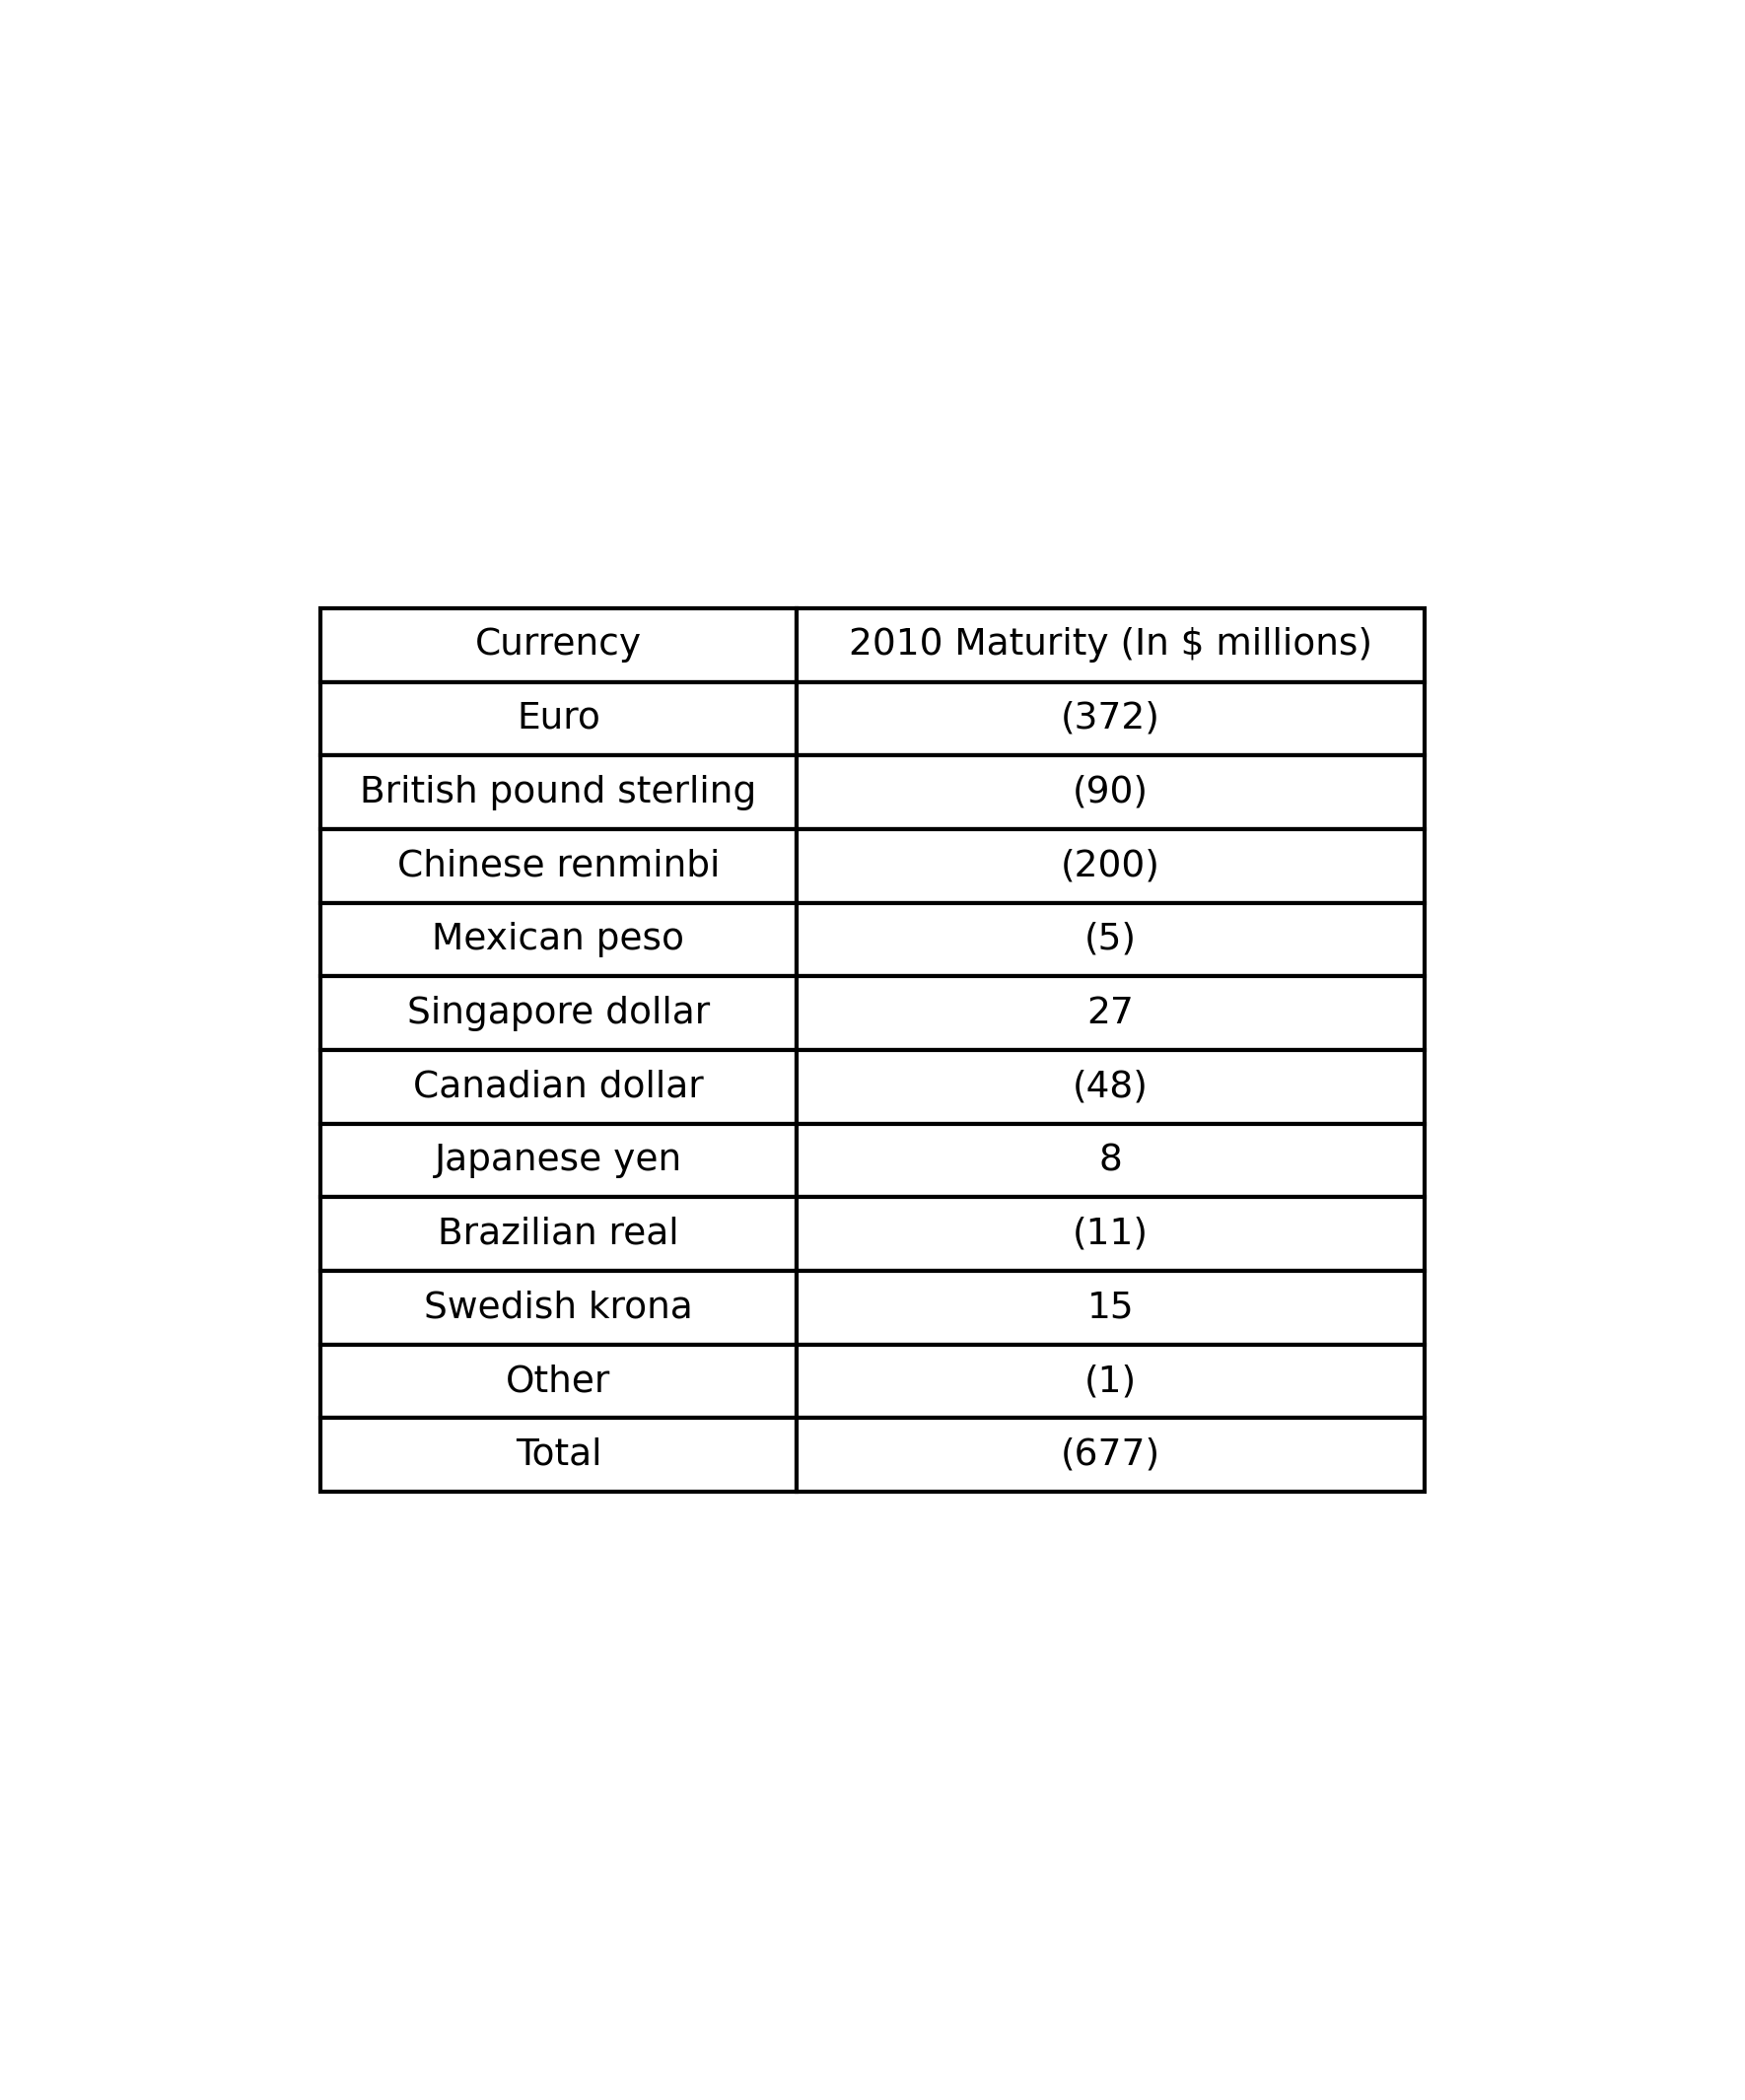 Currency 2010 Maturity (In $ millions)
Euro (372)
British pound sterling (90)
Chinese renminbi (200)
Mexican peso (5)
Singapore dollar 27
Canadian dollar (48)
Japanese yen 8
Brazilian real (11)
Swedish krona 15
Other (1)
Total (677)